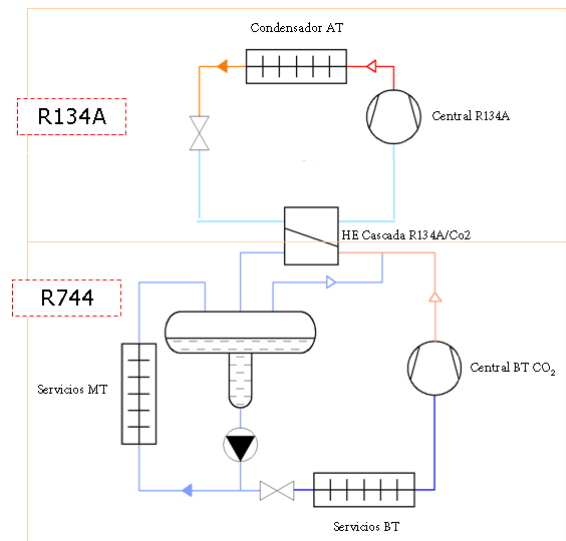 Condensador AT
R134A
Central R134A
HE Cascada R134A/Co2
R744
Servicios MT
Central BT CO₂
Servicios BT